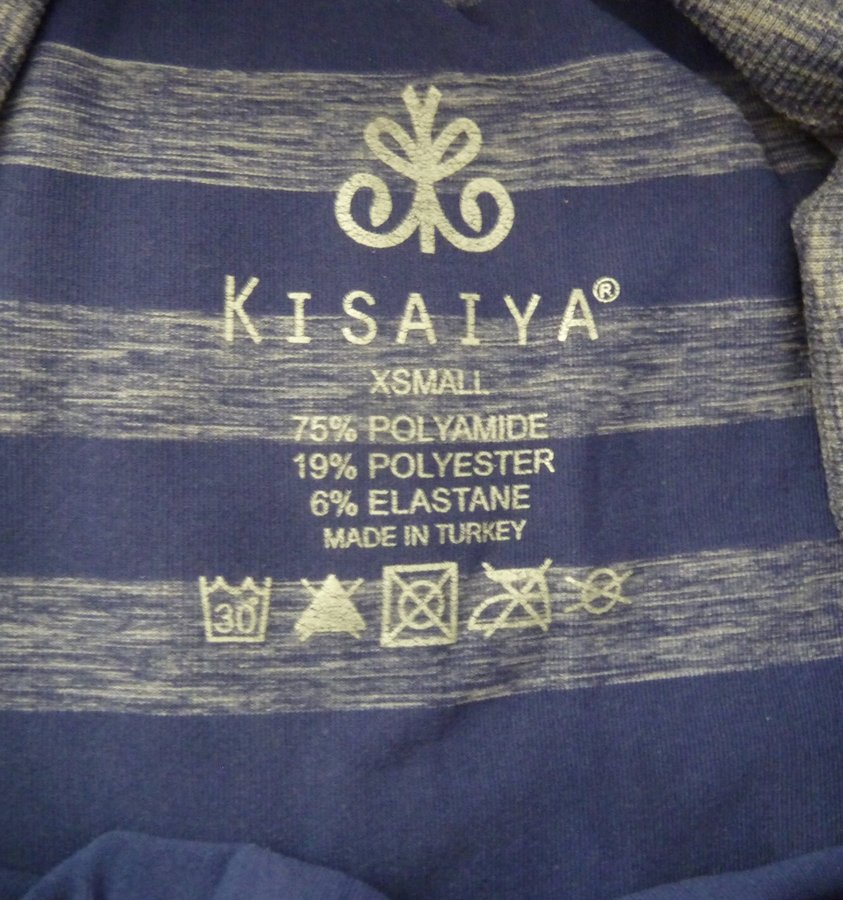 KISAIYA®
XSMALL
75% POLYAMIDE
19% POLYESTER
6% ELASTANE
MADE IN TURKEY
30°